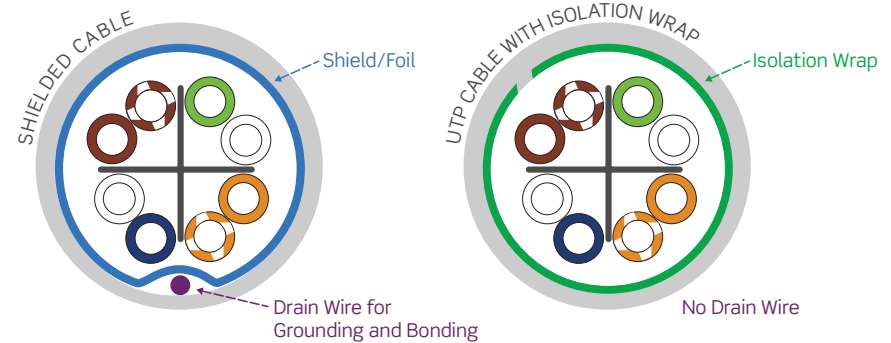 SHIELDED CABLE
Shield/Foil
Drain Wire for
Grounding and Bonding
UTP CABLE WITH ISOLATION WRAP
Isolation Wrap
No Drain Wire